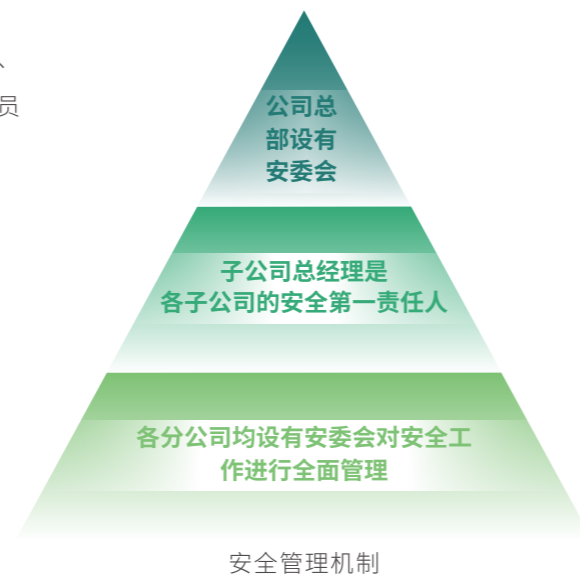 、
员
公司总
部设有
安委会
子公司总经理是
各子公司的安全第一责任人
各分公司均设有安委会对安全工
作进行全面管理
安全管理机制